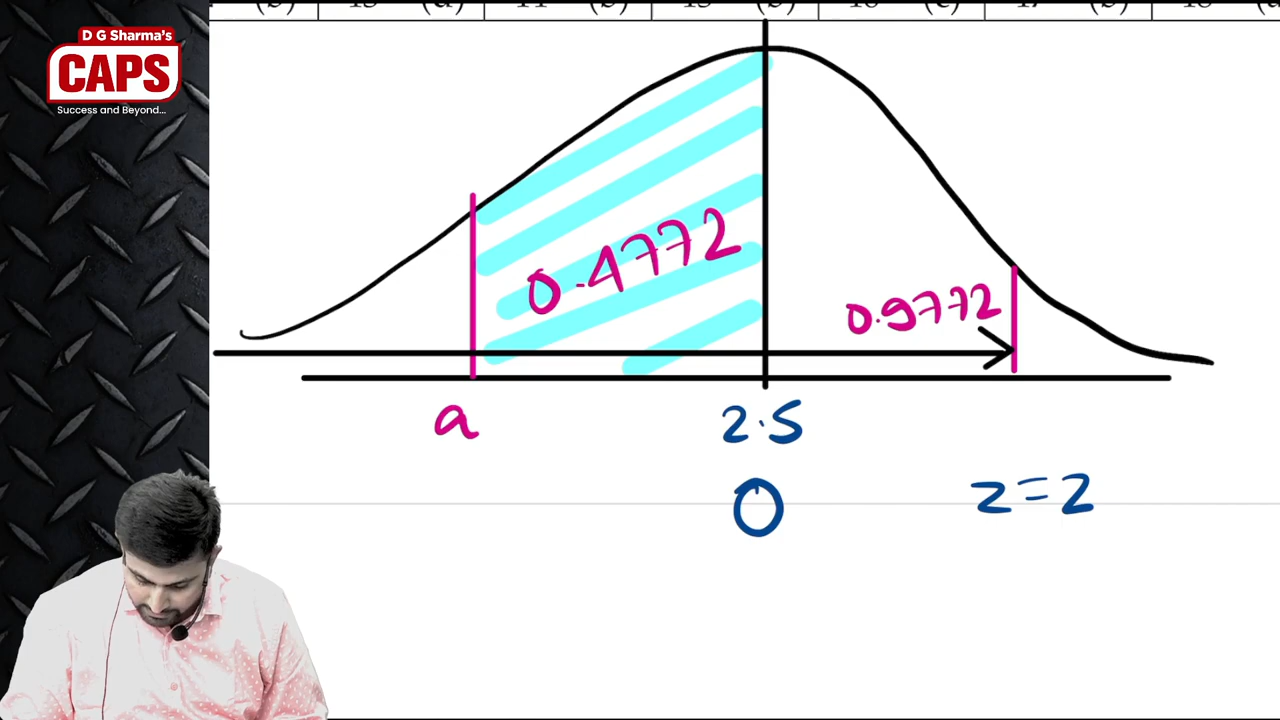 D G Sharma's
CAPS
Success and Beyond...
0.4772
0.9772
a
2.5
0
z=2